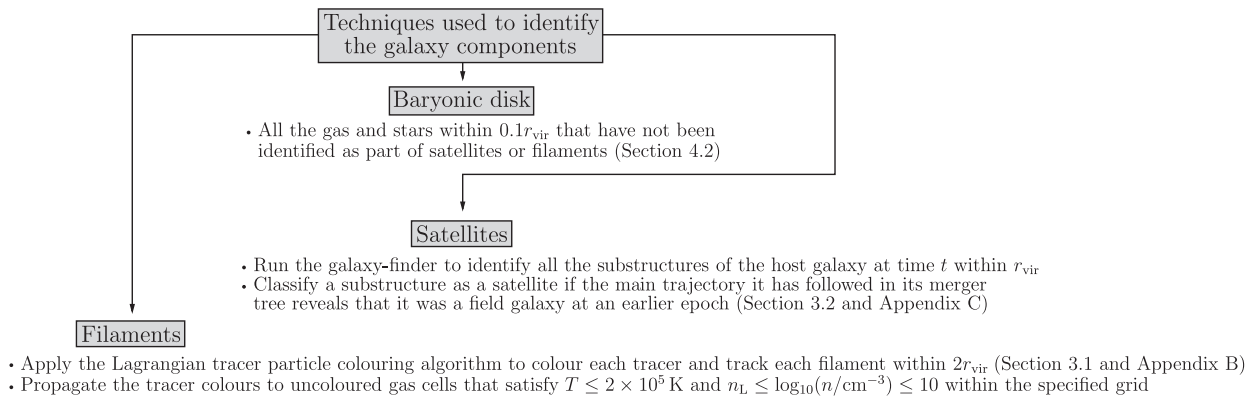 Techniques used to identify
the galaxy components
Baryonic disk
• All the gas and stars within 0.1r_vir that have not been
identified as part of satellites or filaments (Section 4.2)
Satellites
• Run the galaxy-finder to identify all the substructures of the host galaxy at time t within r_vir
• Classify a substructure as a satellite if the main trajectory it has followed in its merger
tree reveals that it was a field galaxy at an earlier epoch (Section 3.2 and Appendix C)
Filaments
• Apply the Lagrangian tracer particle colouring algorithm to colour each tracer and track each filament within 2r_vir (Section 3.1 and Appendix B)
• Propagate the tracer colours to uncoloured gas cells that satisfy T ≤ 2 × 10⁵ K and n_L ≤ log₁₀(n/cm⁻³) ≤ 10 within the specified grid